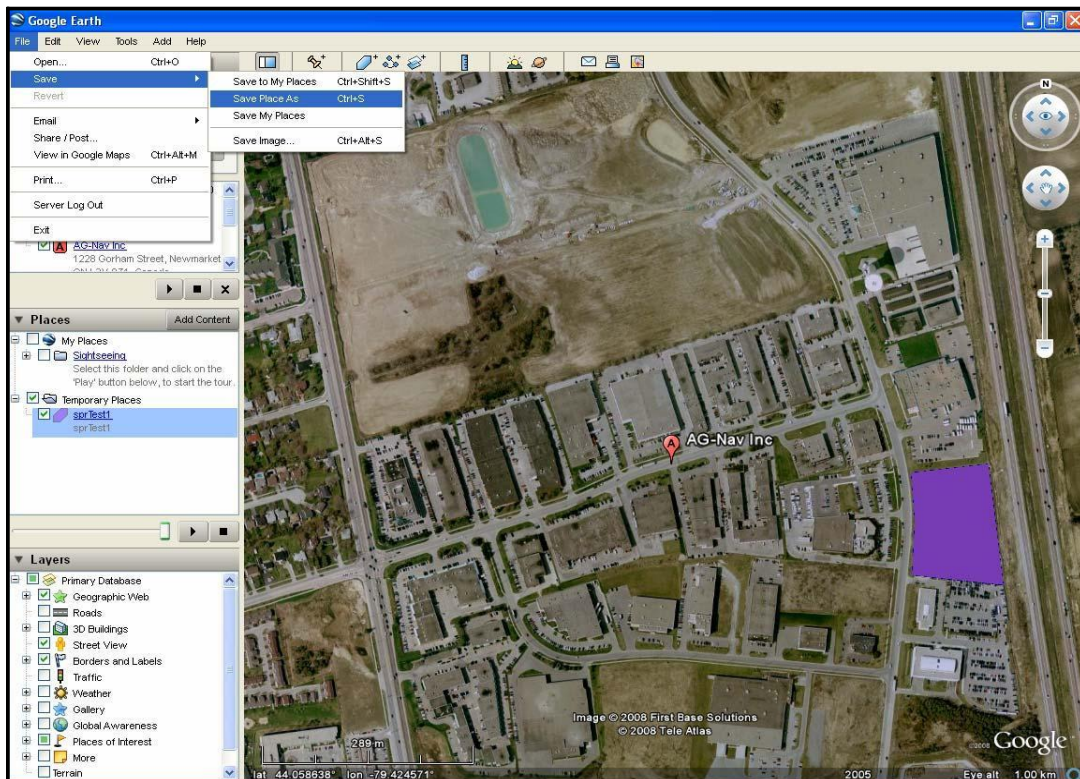 Google Earth
File Edit View Tools Add Help
Open... Ctrl+O
Save
Revert
Email
Share / Post...
View in Google Maps Ctrl+Alt+M
Print... Ctrl+P
Server Log Out
Exit
Save to My Places Ctrl+Shift+S
Save Place As Ctrl+S
Save My Places
Save Image... Ctrl+Alt+S
A AG-Nav Inc
1228 Gorham Street, Newmarket
Places Add Content
My Places
Sightseeing
Select this folder and click on the
'Play' button below, to start the tour.
Temporary Places
sprTest1
sprTest1
Layers
Primary Database
Geographic Web
Roads
3D Buildings
Street View
Borders and Labels
Traffic
Weather
Gallery
Global Awareness
Places of Interest
More
Terrain
N
A AG-Nav Inc
Image © 2008 First Base Solutions
© 2008 Tele Atlas
289 m
©2008 Google
lat 44.058638° lon -79.424571° 2005 Eye alt 1.00 km